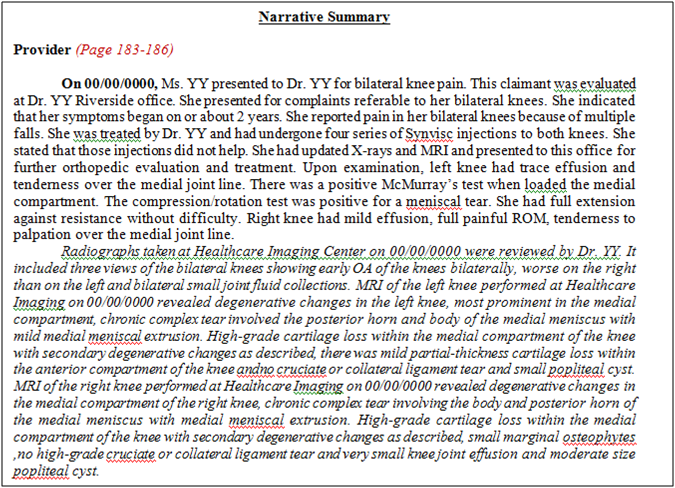 Narrative Summary
Provider (Page 183-186)
On 00/00/0000, Ms. YY presented to Dr. YY for bilateral knee pain. This claimant was evaluated
at Dr. YY Riverside office. She presented for complaints referable to her bilateral knees. She indicated
that her symptoms began on or about 2 years. She reported pain in her bilateral knees because of multiple
falls. She was treated by Dr. YY and had undergone four series of Synvisc injections to both knees. She
stated that those injections did not help. She had updated X-rays and MRI and presented to this office for
further orthopedic evaluation and treatment. Upon examination, left knee had trace effusion and
tenderness over the medial joint line. There was a positive McMurray's test when loaded the medial
compartment. The compression/rotation test was positive for a meniscal tear. She had full extension
against resistance without difficulty. Right knee had mild effusion, full painful ROM, tenderness to
palpation over the medial joint line.
Radiographs taken at Healthcare Imaging Center on 00/00/0000 were reviewed by Dr. YY. It
included three views of the bilateral knees showing early OA of the knees bilaterally, worse on the right
than on the left and bilateral small joint fluid collections. MRI of the left knee performed at Healthcare
Imaging on 00/00/0000 revealed degenerative changes in the left knee, most prominent in the medial
compartment, chronic complex tear involved the posterior horn and body of the medial meniscus with
mild medial meniscal extrusion. High-grade cartilage loss within the medial compartment of the knee
with secondary degenerative changes as described, there was mild partial-thickness cartilage loss within
the anterior compartment of the knee andno cruciate or collateral ligament tear and small popliteal cyst.
MRI of the right knee performed at Healthcare Imaging on 00/00/0000 revealed degenerative changes in
the medial compartment of the right knee, chronic complex tear involving the body and posterior horn of
the medial meniscus with medial meniscal extrusion. High-grade cartilage loss within the medial
compartment of the knee with secondary degenerative changes as described, small marginal osteophytes
,no high-grade cruciate or collateral ligament tear and very small knee joint effusion and moderate size
popliteal cyst.